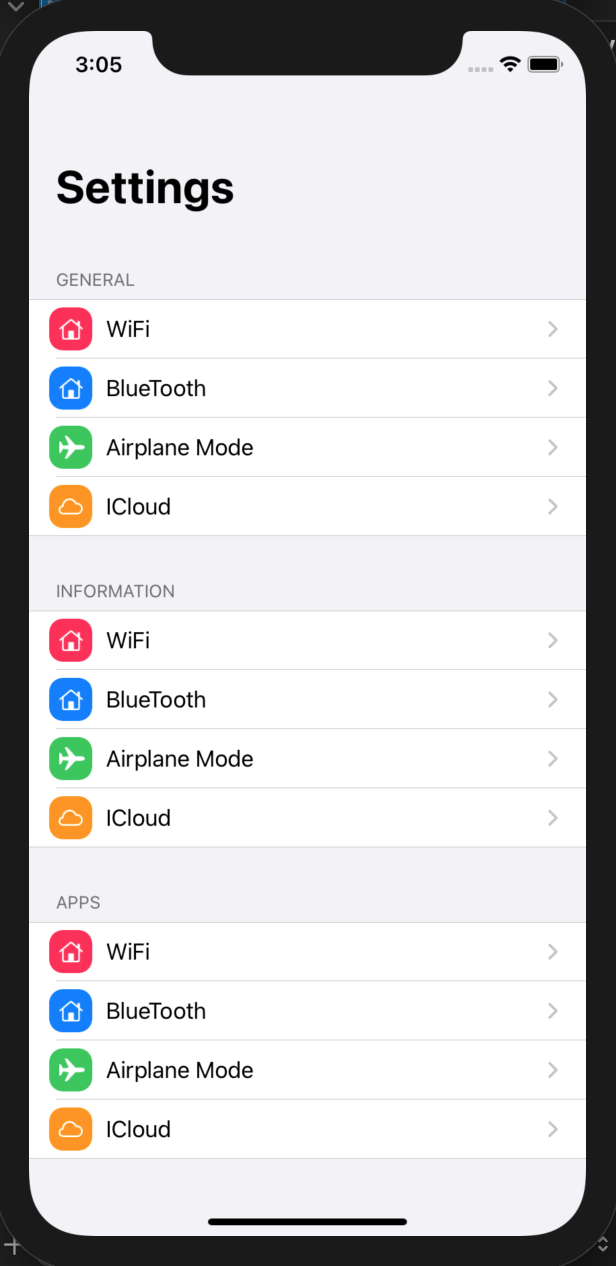 3:05
Settings
GENERAL
WiFi
BlueTooth
Airplane Mode
ICloud
INFORMATION
WiFi
BlueTooth
Airplane Mode
ICloud
APPS
WiFi
BlueTooth
Airplane Mode
ICloud